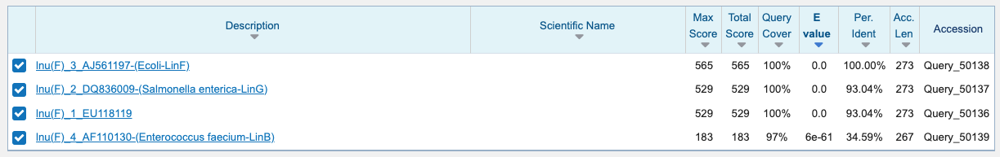 Description Scientific Name Max Score Total Score Query Cover E value Per. Ident Acc. Len Accession
lnu(F)_3_AJ561197-(Ecoli-LinF) 565 565 100% 0.0 100.00% 273 Query_50138
lnu(F)_2_DQ836009-(Salmonella enterica-LinG) 529 529 100% 0.0 93.04% 273 Query_50137
lnu(F)_1_EU118119 529 529 100% 0.0 93.04% 273 Query_50136
lnu(F)_4_AF110130-(Enterococcus faecium-LinB) 183 183 97% 6e-61 34.59% 267 Query_50139